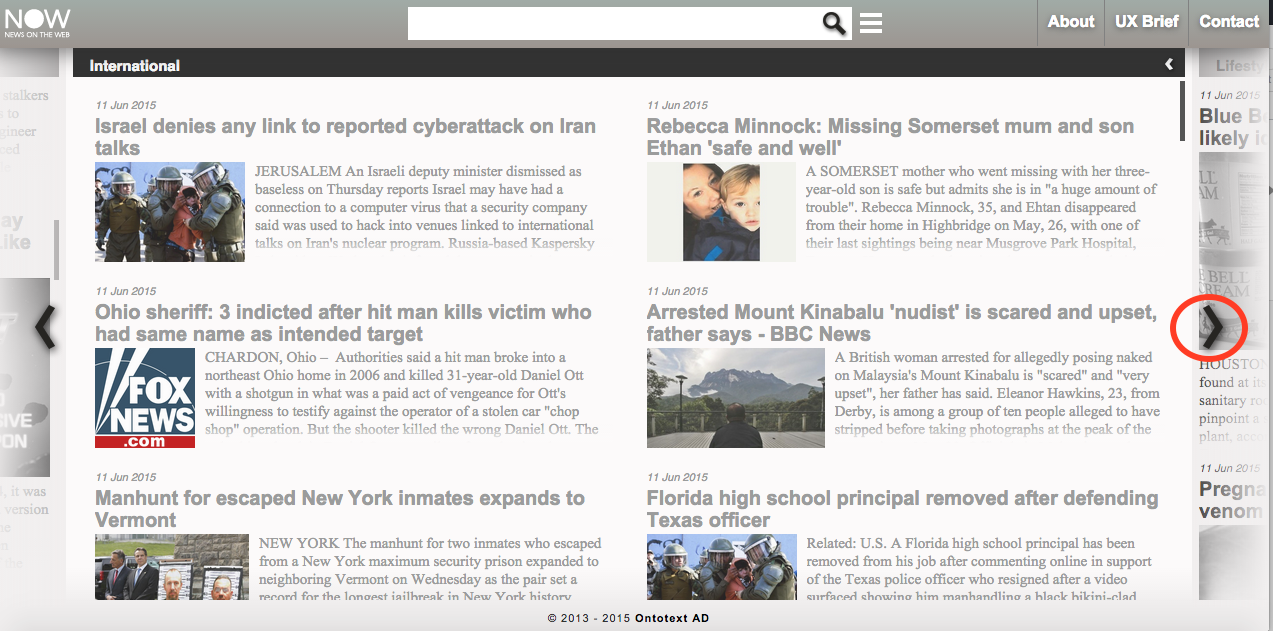 NOW
NEWS ON THE WEB
About
UX Brief
Contact
stalkers
to
gineer
ced
ay
Like
IVE
ON
, it was
version
he
n
the
International
11 Jun 2015
Israel denies any link to reported cyberattack on Iran
talks
JERUSALEM An Israeli deputy minister dismissed as
baseless on Thursday reports Israel may have had a
connection to a computer virus that a security company
said was used to hack into venues linked to international
talks on Iran's nuclear program. Russia-based Kaspersky
11 Jun 2015
Rebecca Minnock: Missing Somerset mum and son
Ethan 'safe and well'
A SOMERSET mother who went missing with her three-
year-old son is safe but admits she is in "a huge amount of
trouble". Rebecca Minnock, 35, and Ehtan disappeared
from their home in Highbridge on May, 26, with one of
their last sightings being near Musgrove Park Hospital,
11 Jun 2015
Ohio sheriff: 3 indicted after hit man kills victim who
had same name as intended target
FOX
NEWS
.com
CHARDON, Ohio – Authorities said a hit man broke into a
northeast Ohio home in 2006 and killed 31-year-old Daniel Ott
with a shotgun in what was a paid act of vengeance for Ott's
willingness to testify against the operator of a stolen car "chop
shop" operation. But the shooter killed the wrong Daniel Ott. The
11 Jun 2015
Arrested Mount Kinabalu 'nudist' is scared and upset,
father says - BBC News
A British woman arrested for allegedly posing naked
on Malaysia's Mount Kinabalu is "scared" and "very
upset", her father has said. Eleanor Hawkins, 23, from
Derby, is among a group of ten people alleged to have
stripped before taking photographs at the peak of the
11 Jun 2015
Manhunt for escaped New York inmates expands to
Vermont
NEW YORK The manhunt for two inmates who escaped
from a New York maximum security prison expanded to
neighboring Vermont on Wednesday as the pair set a
record for the longest jailbreak in New York history
11 Jun 2015
Florida high school principal removed after defending
Texas officer
Related: U.S. A Florida high school principal has been
removed from his job after commenting online in support
of the Texas police officer who resigned after a video
surfaced showing him manhandling a black bikini-clad
Lifesty
11 Jun 2015
Blue B
likely ic
BELL
REAM
HOUSTON
found at its
sanitary ro
pinpoint a
plant, acco
11 Jun 2015
Pregna
venom
© 2013 - 2015 Ontotext AD